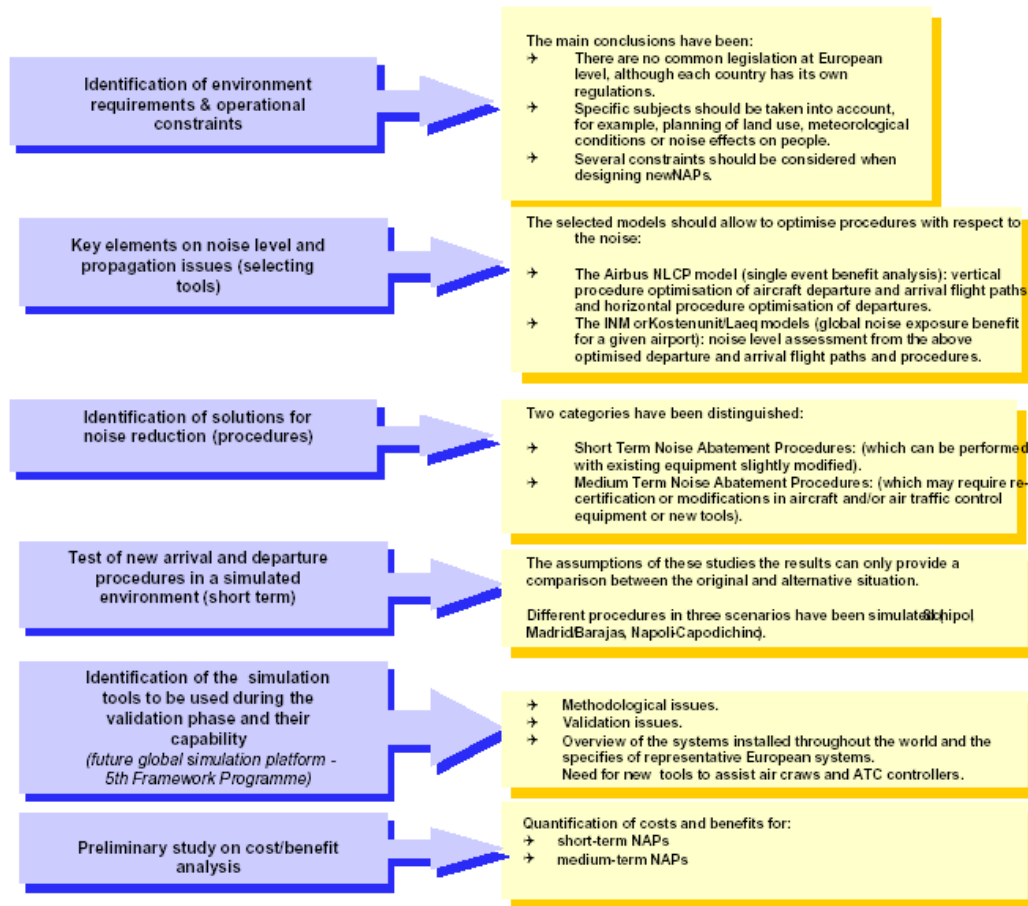 Identification of environment
requirements & operational
constraints
The main conclusions have been:
There are no common legislation at European
level, although each country has its own
regulations.
Specific subjects should be taken into account,
for example, planning of land use, meteorological
conditions or noise effects on people.
Several constraints should be considered when
designing newNAPs.
Key elements on noise level and
propagation issues (selecting
tools)
The selected models should allow to optimise procedures with respect to
the noise:
The Airbus NLCP model (single event benefit analysis): vertical
procedure optimisation of aircraft departure and arrival flight paths
and horizontal procedure optimisation of departures.
The INM orKostenunit/Laeq models (global noise exposure benefit
for a given airport): noise level assessment from the above
optimised departure and arrival flight paths and procedures.
Identification of solutions for
noise reduction (procedures)
Two categories have been distinguished:
Short Term Noise Abatement Procedures: (which can be performed
with existing equipment slightly modified).
Medium Term Noise Abatement Procedures: (which may require re-
certification or modifications in aircraft and/or air traffic control
equipment or new tools).
Test of new arrival and departure
procedures in a simulated
environment (short term)
The assumptions of these studies the results can only provide a
comparison between the original and alternative situation.
Different procedures in three scenarios have been simulated
Madrid/Barajas, Napoli-Capodichino).
Identification of the simulation
tools to be used during the
validation phase and their
capability
(future global simulation platform -
5th Framework Programme)
Methodological issues.
Validation issues.
Overview of the systems installed throughout the world and the
specifies of representative European systems.
Need for new tools to assist air craws and ATC controllers.
Preliminary study on cost/benefit
analysis
Quantification of costs and benefits for:
short-term NAPs
medium-term NAPs